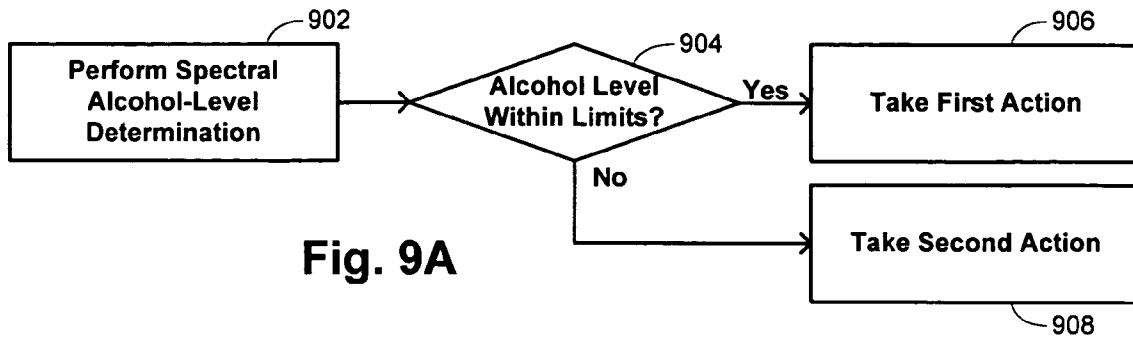 902
Perform Spectral
Alcohol-Level
Determination
904
Alcohol Level
Within Limits?
Yes
906
Take First Action
No
Take Second Action
908
Fig. 9A